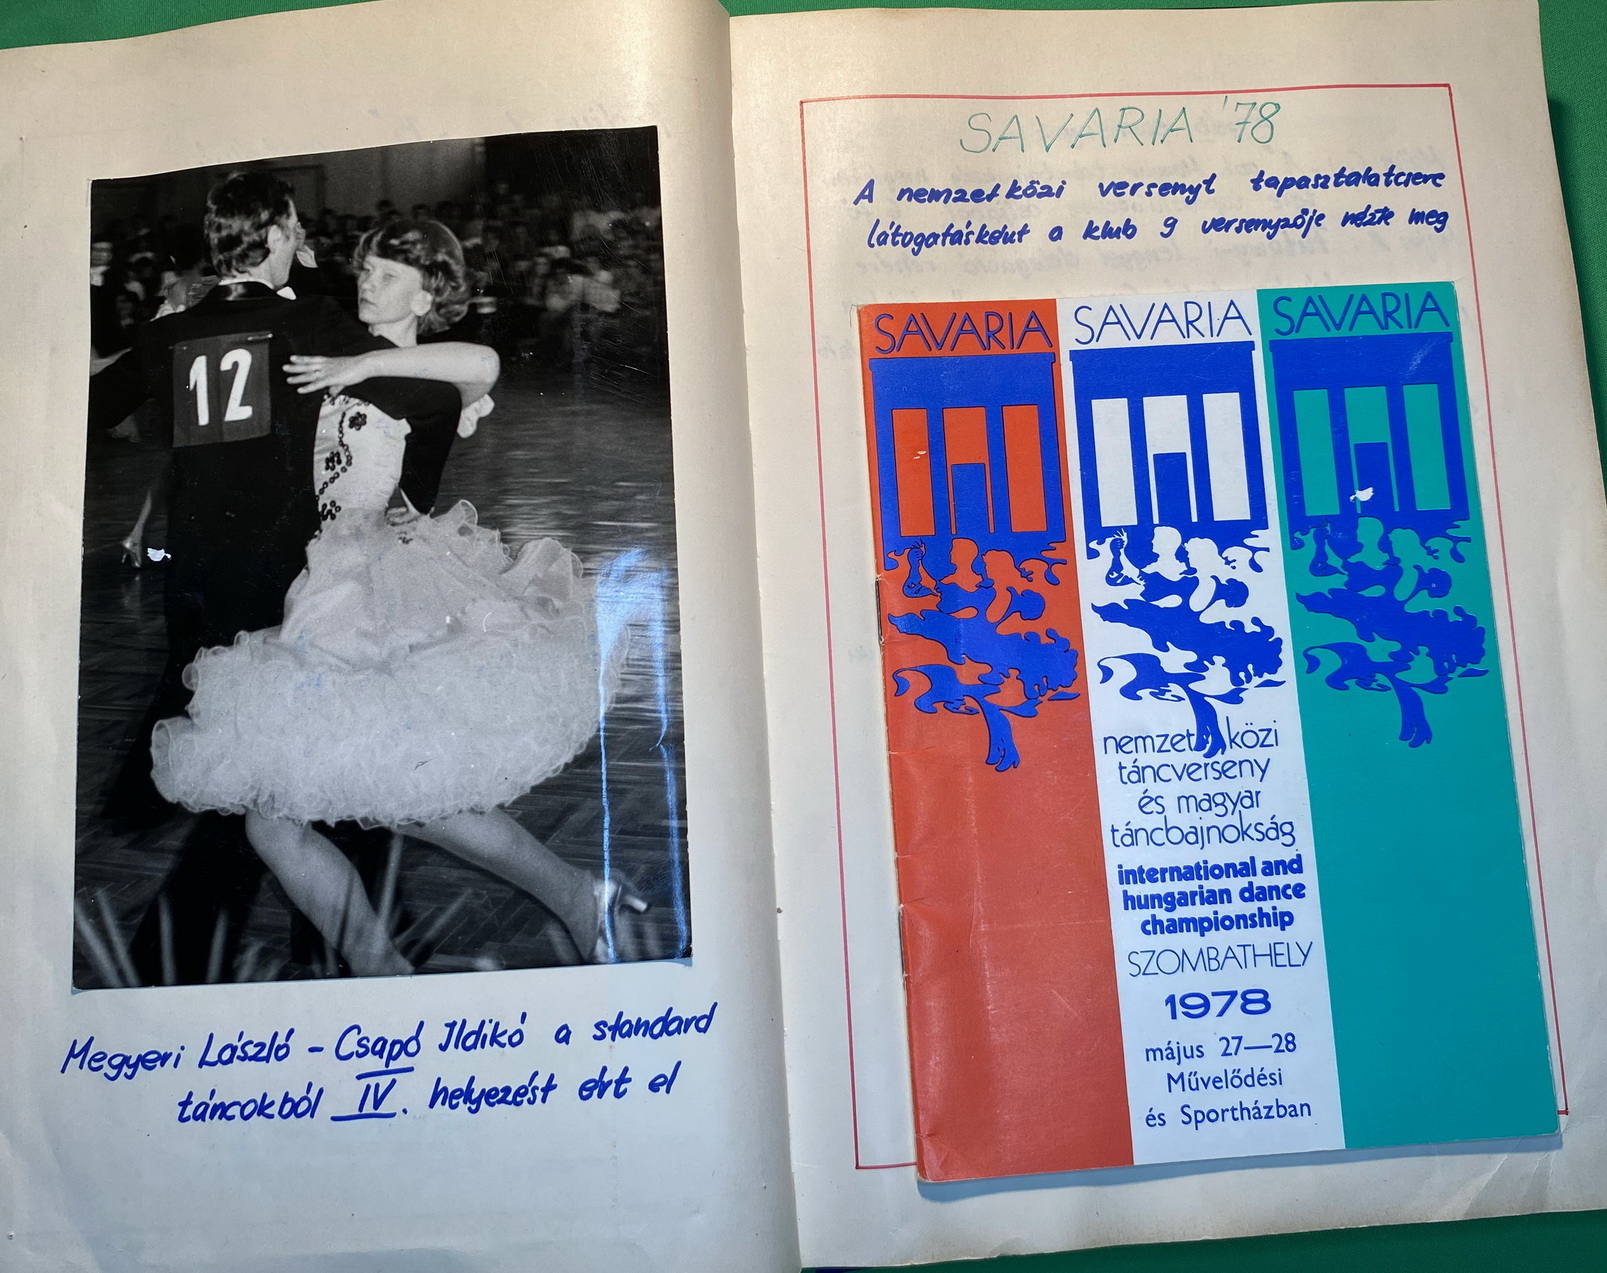 12
Megyeri László - Csapó Ildikó a standard
táncokból IV. helyezést ért el
SAVARIA '78
A nemzetközi versenyt tapasztalatcsere
látogatásként a klub 9 versenyzője nézte meg
SAVARIA SAVARIA SAVARIA
nemzetközi
táncverseny
és magyar
táncbajnokság
international and
hungarian dance
championship
SZOMBATHELY
1978
május 27—28
Művelődési
és Sportházban